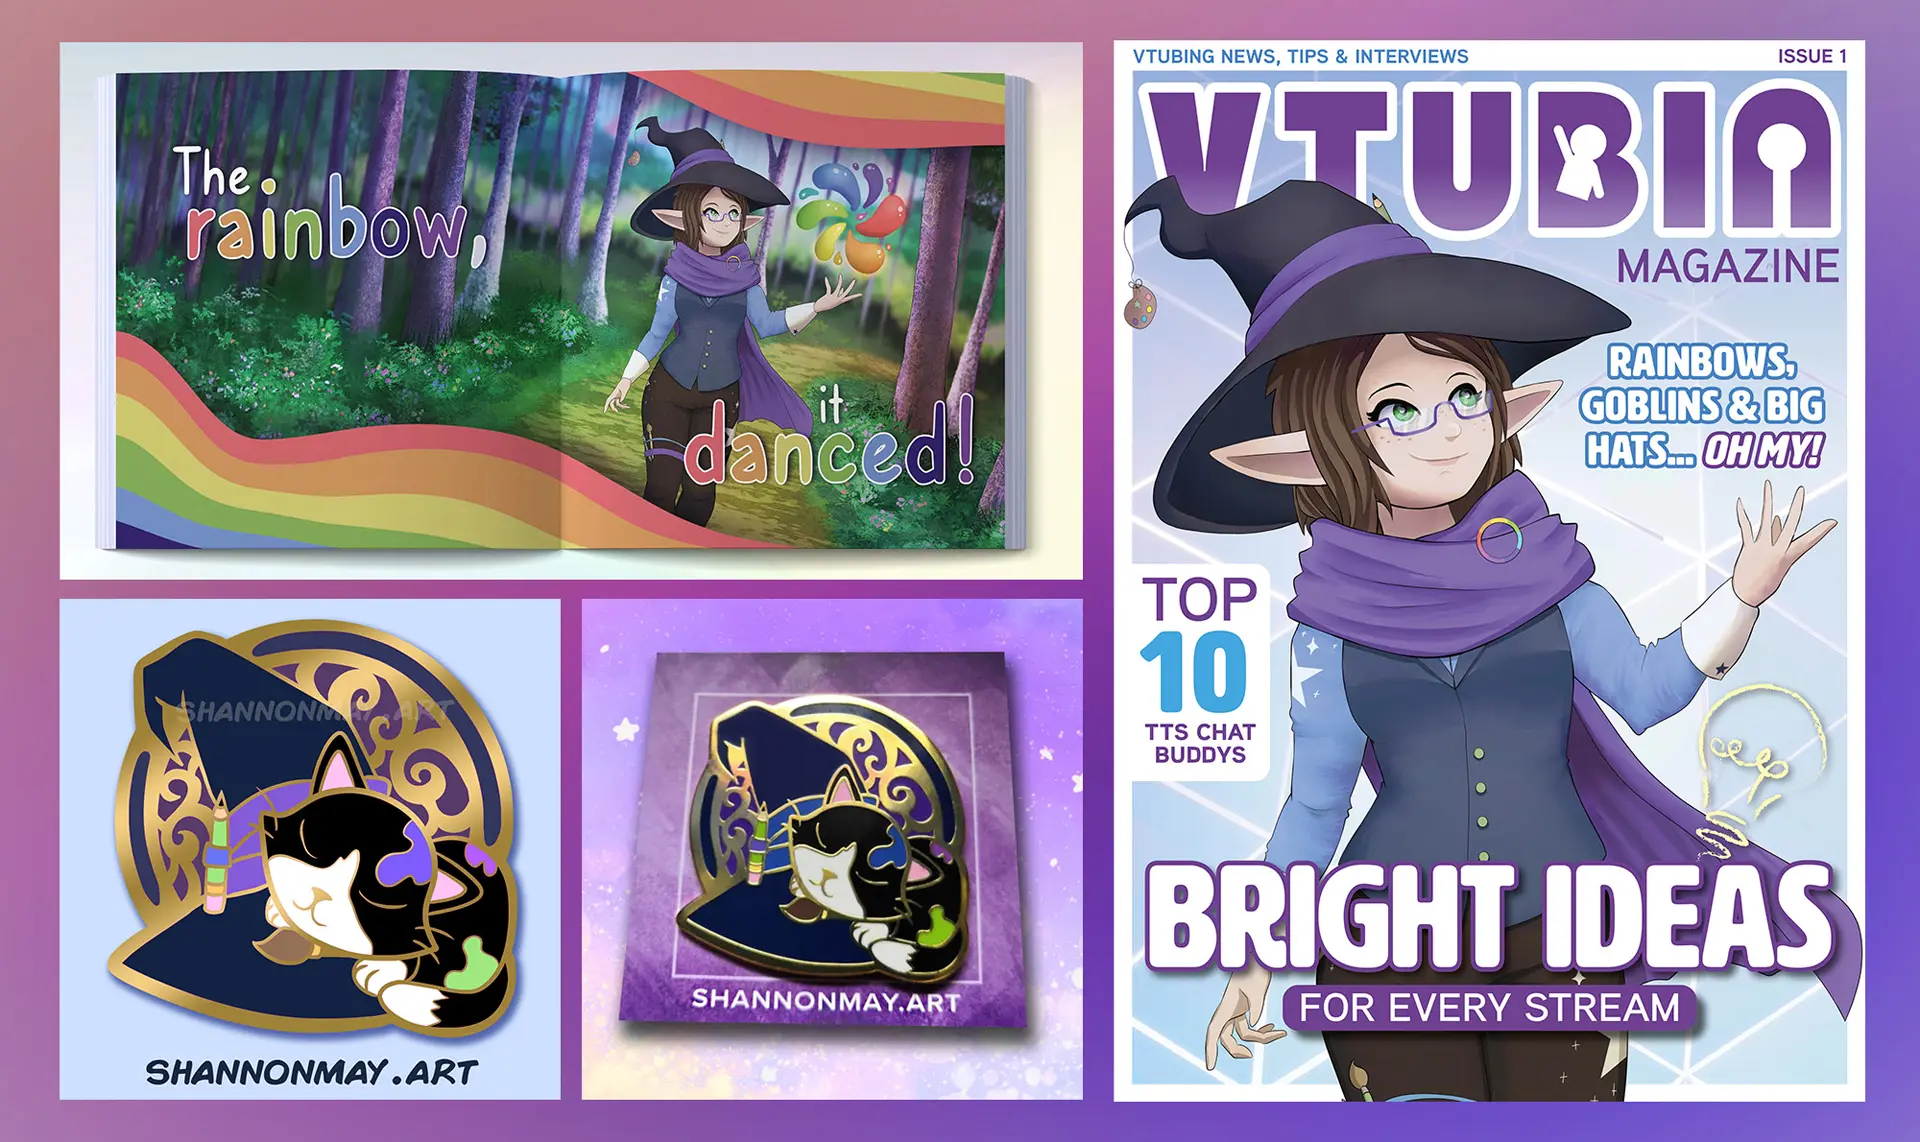 The
rainbow,
it
danced!
SHANNONMAY.ART
SHANNONMAY.ART
SHANNONMAY.ART
VTUBING NEWS, TIPS & INTERVIEWS
ISSUE 1
VTUBIA
MAGAZINE
RAINBOWS,
GOBLINS & BIG
HATS... OH MY!
TOP
10
TTS CHAT
BUDDYS
BRIGHT IDEAS
FOR EVERY STREAM